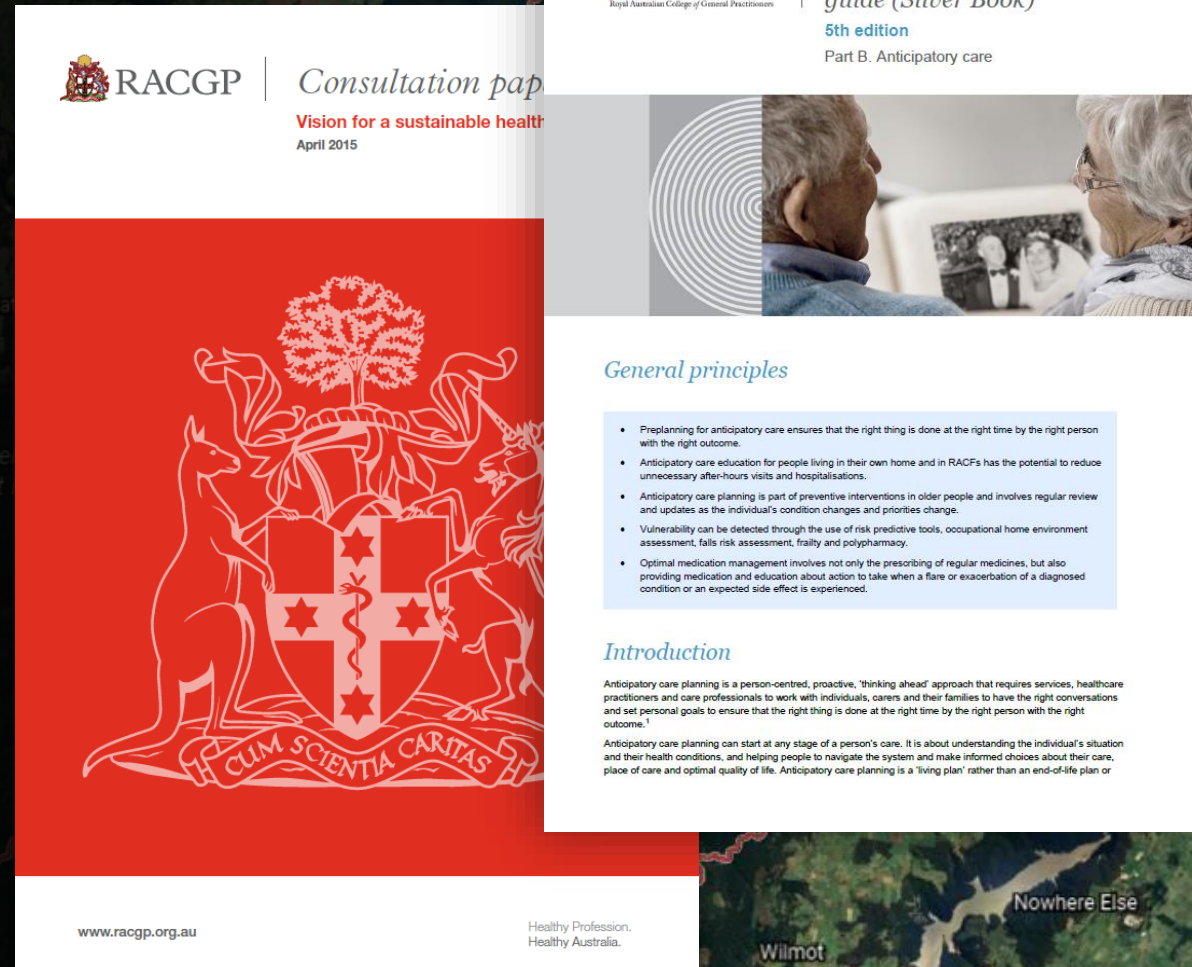 RACGP
Consultation
Vision for a sustainable health
April 2015
CUM SCIENTIA CARITAS
www.racgp.org.au
Healthy Profession.
Healthy Australia.
Royal Australian College of General Practitioners
guide (Silver Book)
5th edition
Part B. Anticipatory care
General principles
• Preplanning for anticipatory care ensures that the right thing is done at the right time by the right person
with the right outcome.
• Anticipatory care education for people living in their own home and in RACFs has the potential to reduce
unnecessary after-hours visits and hospitalisations.
• Anticipatory care planning is part of preventive interventions in older people and involves regular review
and updates as the individual's condition changes and priorities change.
• Vulnerability can be detected through the use of risk predictive tools, occupational home environment
assessment, falls risk assessment, frailty and polypharmacy.
• Optimal medication management involves not only the prescribing of regular medicines, but also
providing medication and education about action to take when a flare or exacerbation of a diagnosed
condition or an expected side effect is experienced.
Introduction
Anticipatory care planning is a person-centred, proactive, 'thinking ahead' approach that requires services, healthcare
practitioners and care professionals to work with individuals, carers and their families to have the right conversations
and set personal goals to ensure that the right thing is done at the right time by the right person with the right
outcome.¹
Anticipatory care planning can start at any stage of a person's care. It is about understanding the individual's situation
and their health conditions, and helping people to navigate the system and make informed choices about their care,
place of care and optimal quality of life. Anticipatory care planning is a 'living plan' rather than an end-of-life plan or
Nowhere Else
Wilmot